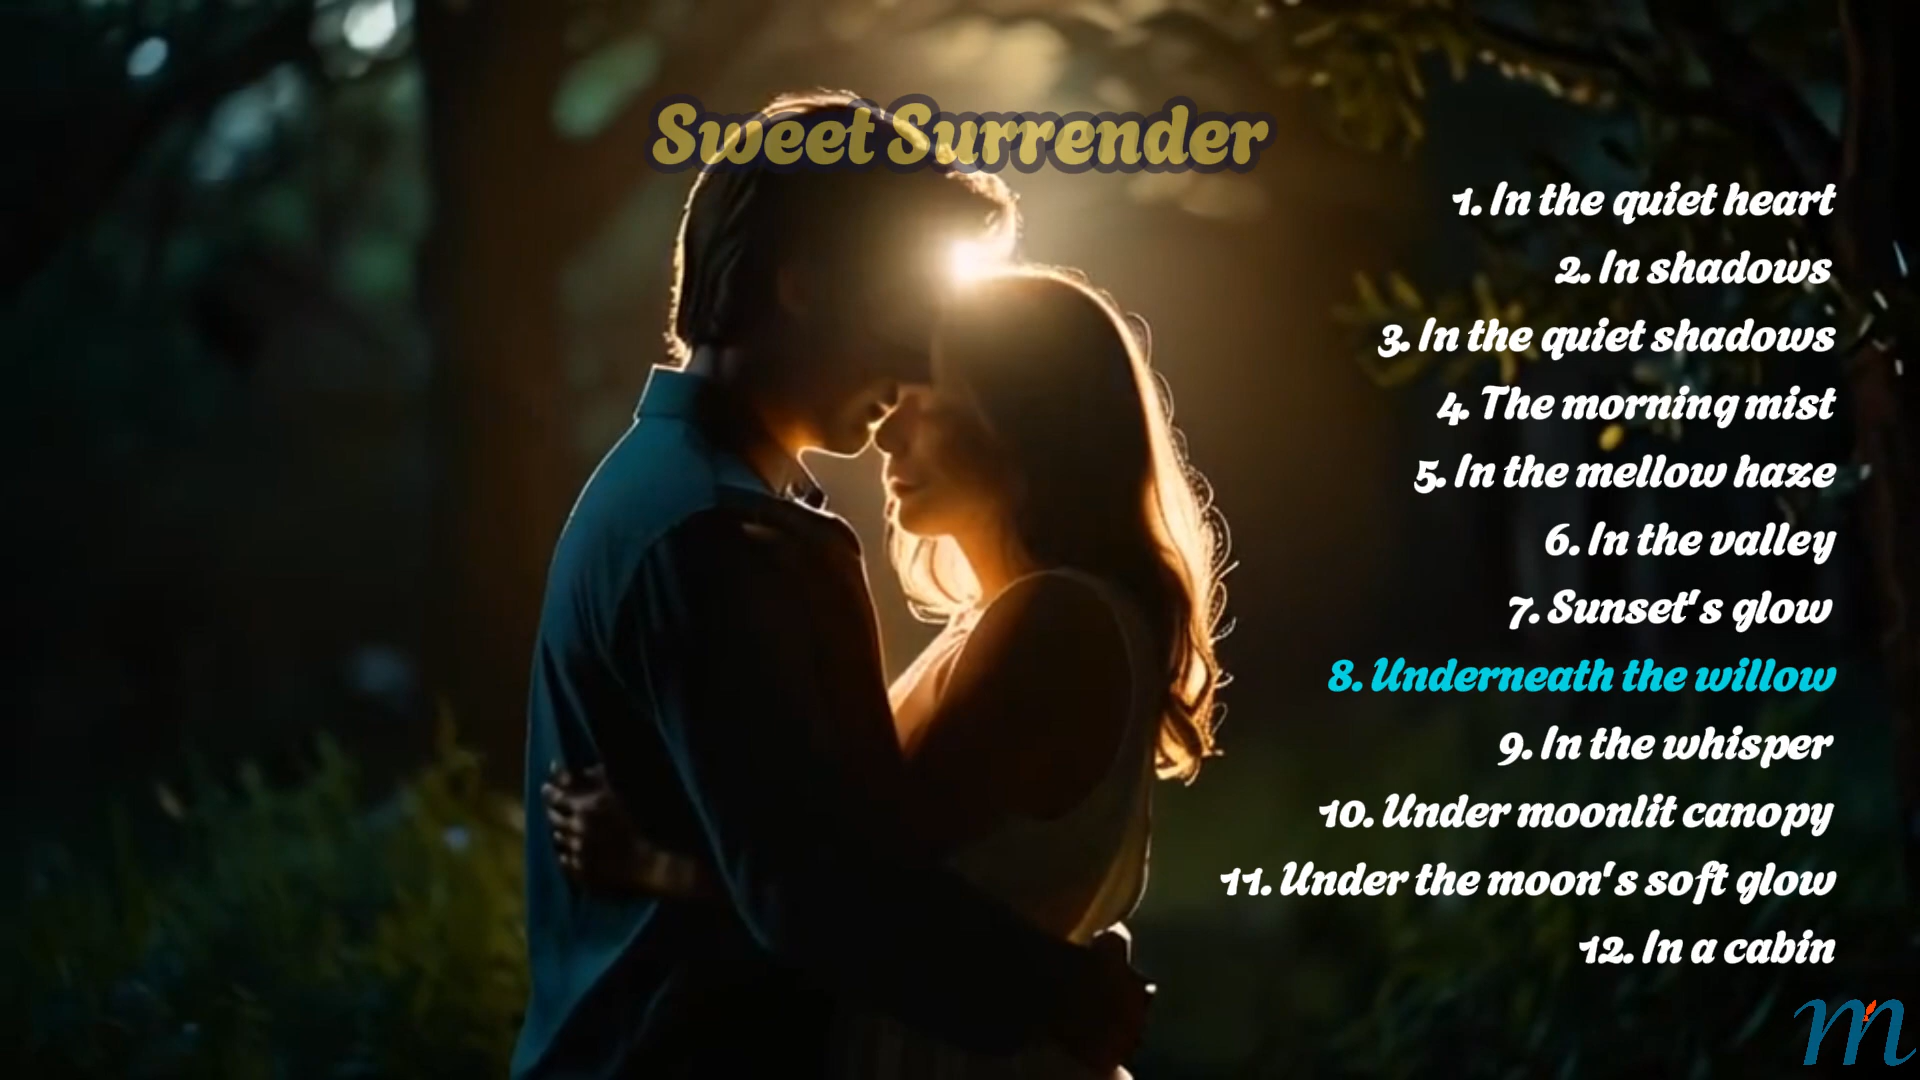 Sweet Surrender
1. In the quiet heart
2. In shadows
3. In the quiet shadows
4. The morning mist
5. In the mellow haze
6. In the valley
7. Sunset's glow
8. Underneath the willow
9. In the whisper
10. Under moonlit canopy
11. Under the moon's soft glow
12. In a cabin
m